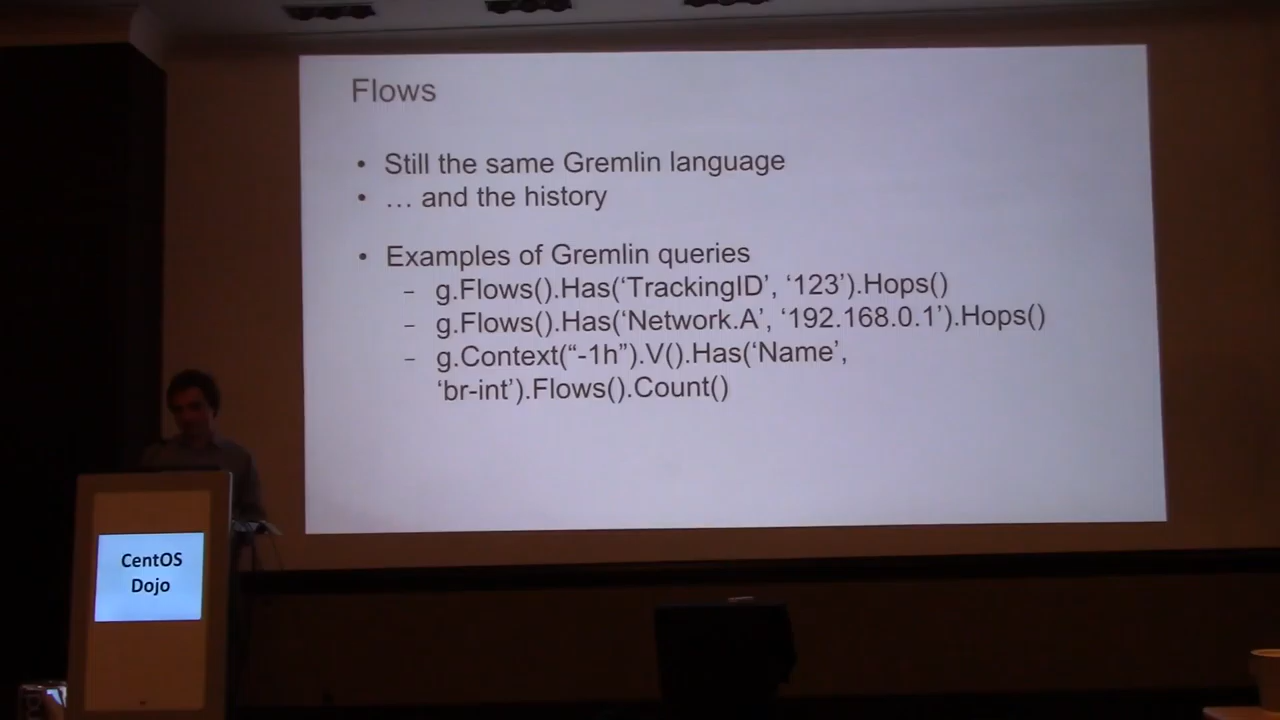 Flows
• Still the same Gremlin language
• … and the history
• Examples of Gremlin queries
– g.Flows().Has(‘TrackingID’, ‘123’).Hops()
– g.Flows().Has(‘Network.A’, ‘192.168.0.1’).Hops()
– g.Context(“-1h”).V().Has(‘Name’,
‘br-int’).Flows().Count()
CentOS
Dojo